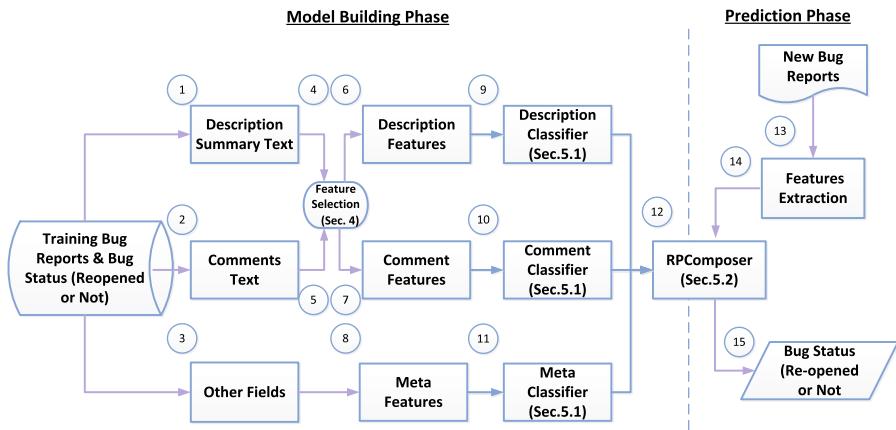 Model Building Phase
Prediction Phase
1
4
6
9
Description
Summary Text
Description
Features
Description
Classifier
(Sec.5.1)
New Bug
Reports
13
14
Features
Extraction
Feature
Selection
(Sec. 4)
2
10
12
Training Bug
Reports & Bug
Status (Reopened
or Not)
Comments
Text
5
7
Comment
Features
Comment
Classifier
(Sec.5.1)
RPComposer
(Sec.5.2)
3
8
11
15
Other Fields
Meta
Features
Meta
Classifier
(Sec.5.1)
Bug Status
(Re-opened
or Not